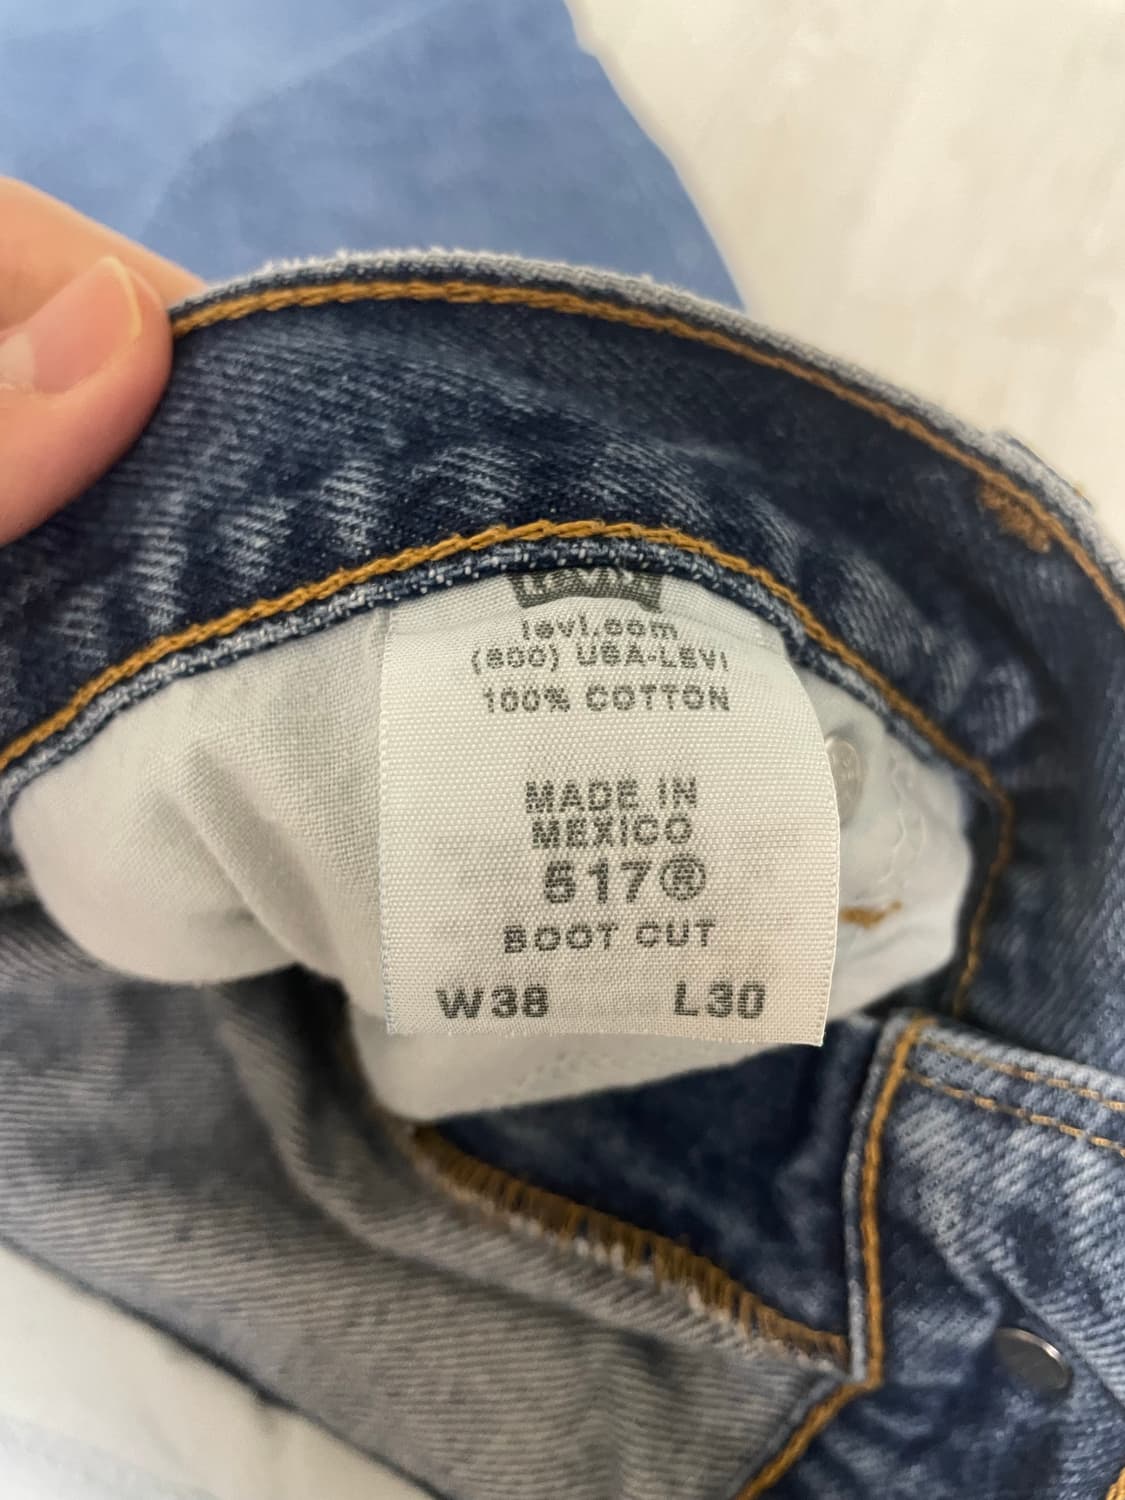 levi.com
(800) USA-LEVI
100% COTTON
MADE IN
MEXICO
517®
BOOT CUT
W38 L30